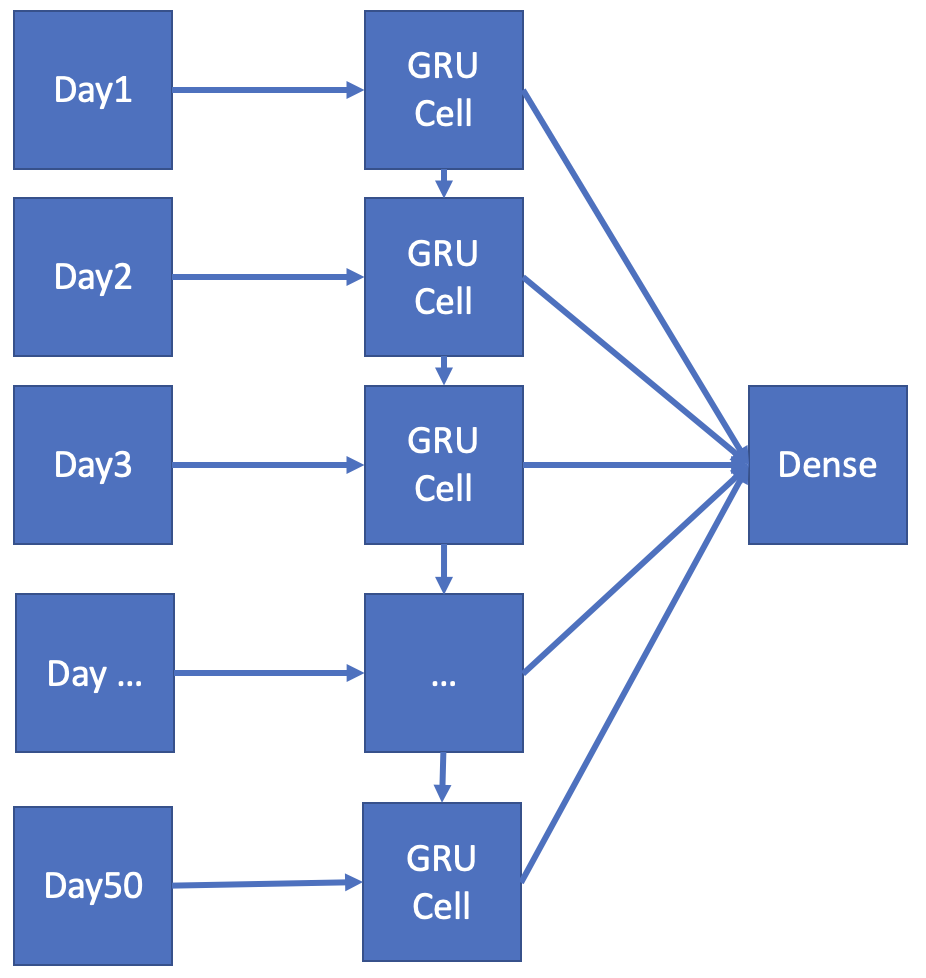 Day1
GRU
Cell
Day2
GRU
Cell
Day3
GRU
Cell
Dense
Day ...
...
Day50
GRU
Cell